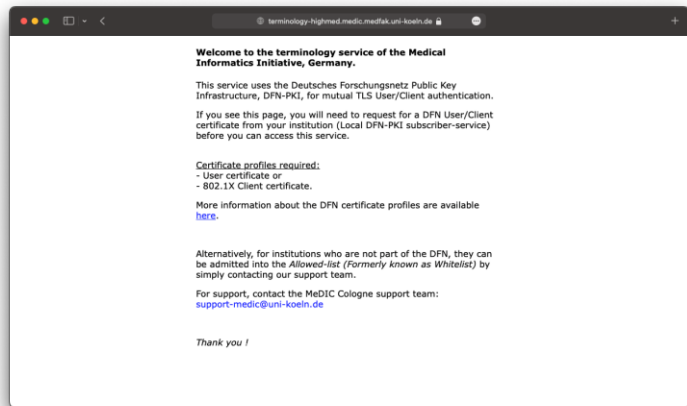 terminology-highmed.medic.medfak.uni-koeln.de
Welcome to the terminology service of the Medical
Informatics Initiative, Germany.
This service uses the Deutsches Forschungsnetz Public Key
Infrastructure, DFN-PKI, for mutual TLS User/Client authentication.
If you see this page, you will need to request for a DFN User/Client
certificate from your institution (Local DFN-PKI subscriber-service)
before you can access this service.
Certificate profiles required:
- User certificate or
- 802.1X Client certificate.
More information about the DFN certificate profiles are available
here.
Alternatively, for institutions who are not part of the DFN, they can
be admitted into the Allowed-list (Formerly known as Whitelist) by
simply contacting our support team.
For support, contact the MeDIC Cologne support team:
support-medic@uni-koeln.de
Thank you !